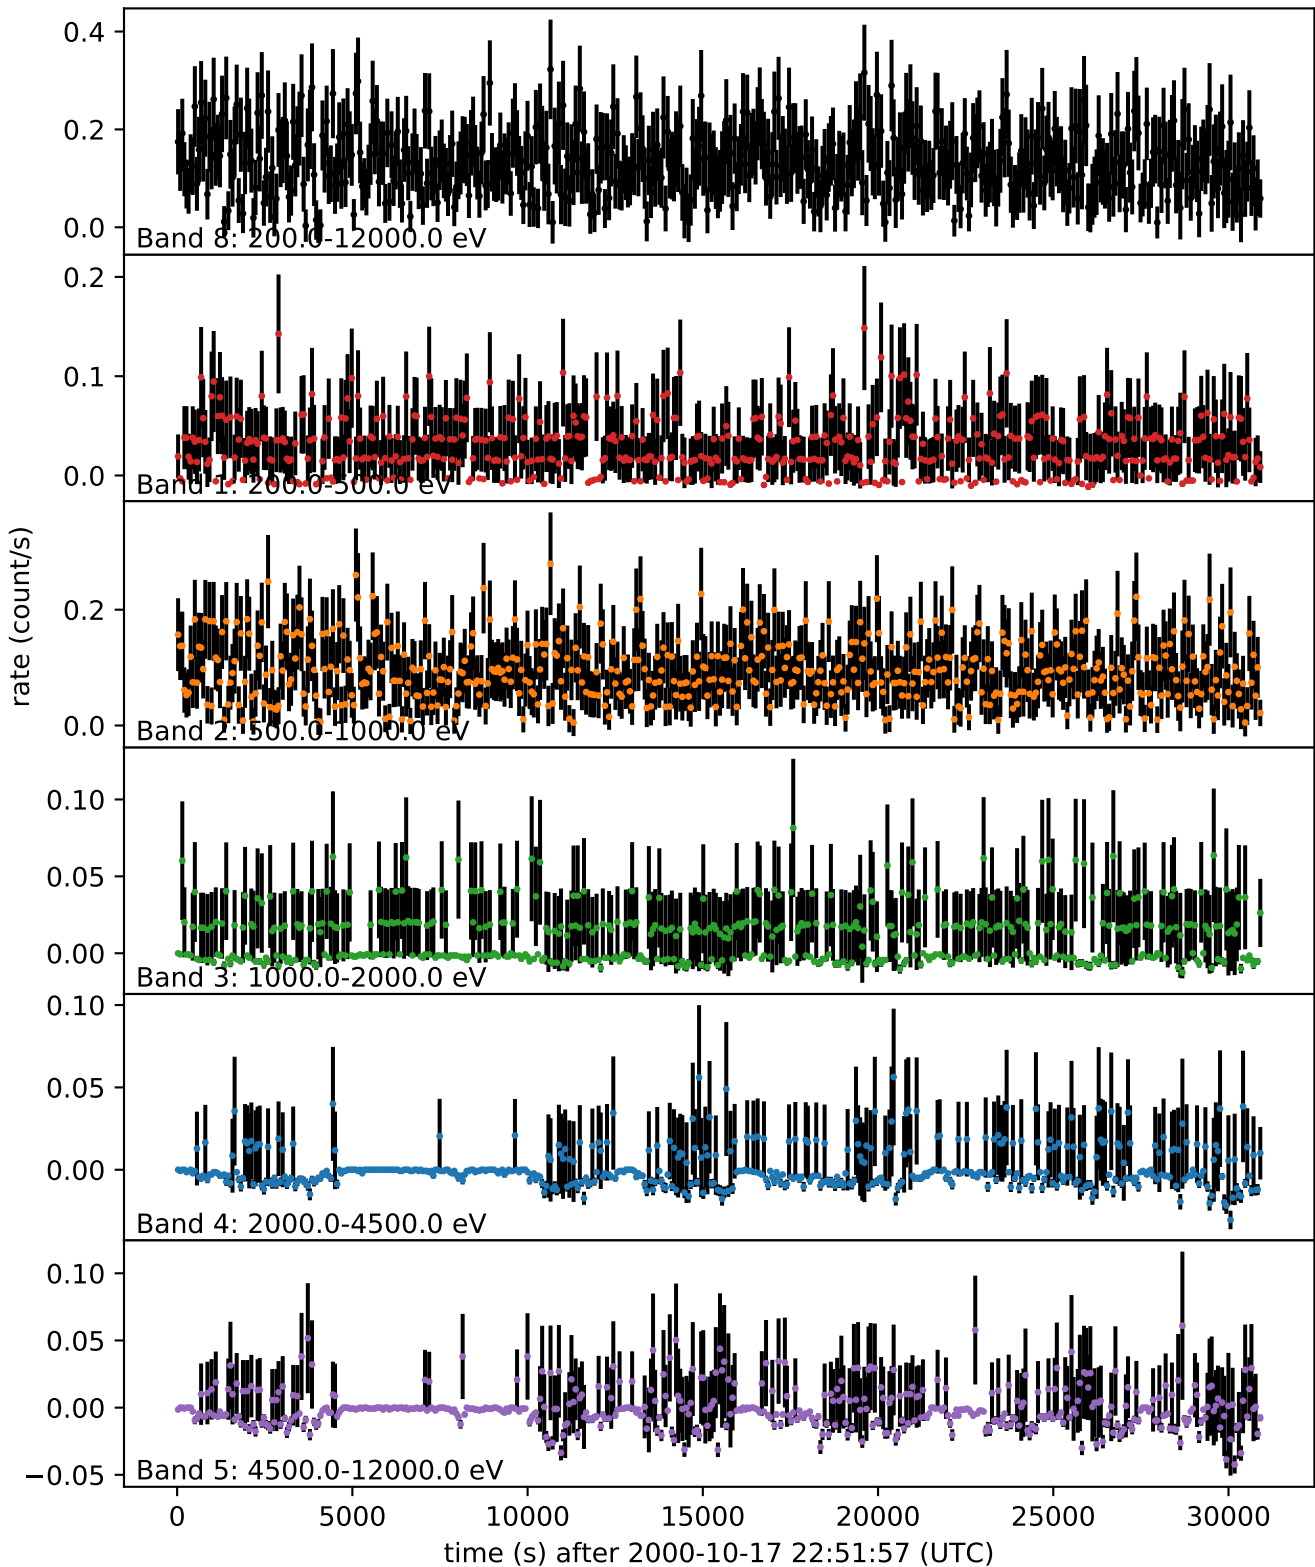 0.4
0.2
0.0
Band 8: 200.0-12000.0 eV
0.2
0.1
0.0
Band 1: 200.0-500.0 eV
rate (count/s)
0.2
0.0
Band 2: 500.0-1000.0 eV
0.10
0.05
0.00
Band 3: 1000.0-2000.0 eV
0.10
0.05
0.00
Band 4: 2000.0-4500.0 eV
0.10
0.05
0.00
−0.05
Band 5: 4500.0-12000.0 eV
0 5000 10000 15000 20000 25000 30000
time (s) after 2000-10-17 22:51:57 (UTC)